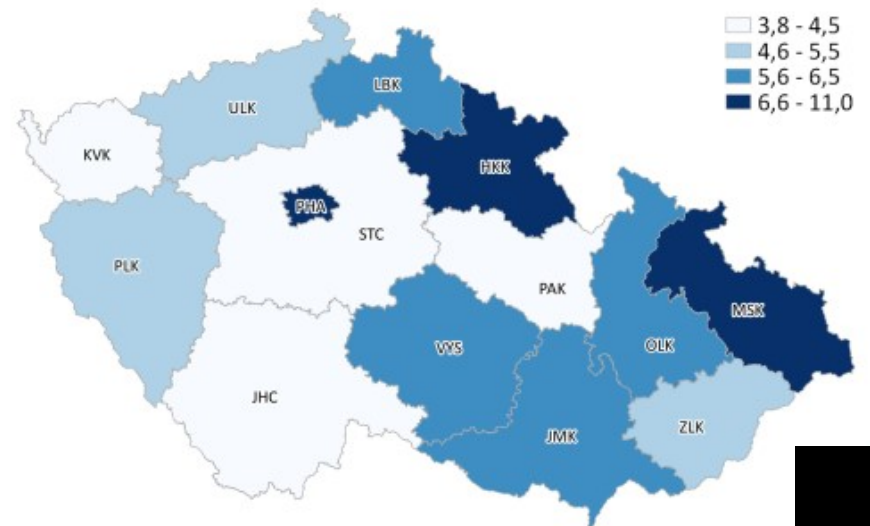 3,8 - 4,5
4,6 - 5,5
5,6 - 6,5
6,6 - 11,0
LBK
ULK
KVK
HKK
PHA
STC
PLK
PAK
MSK
VYS
OLK
JHC
ZLK
JMK